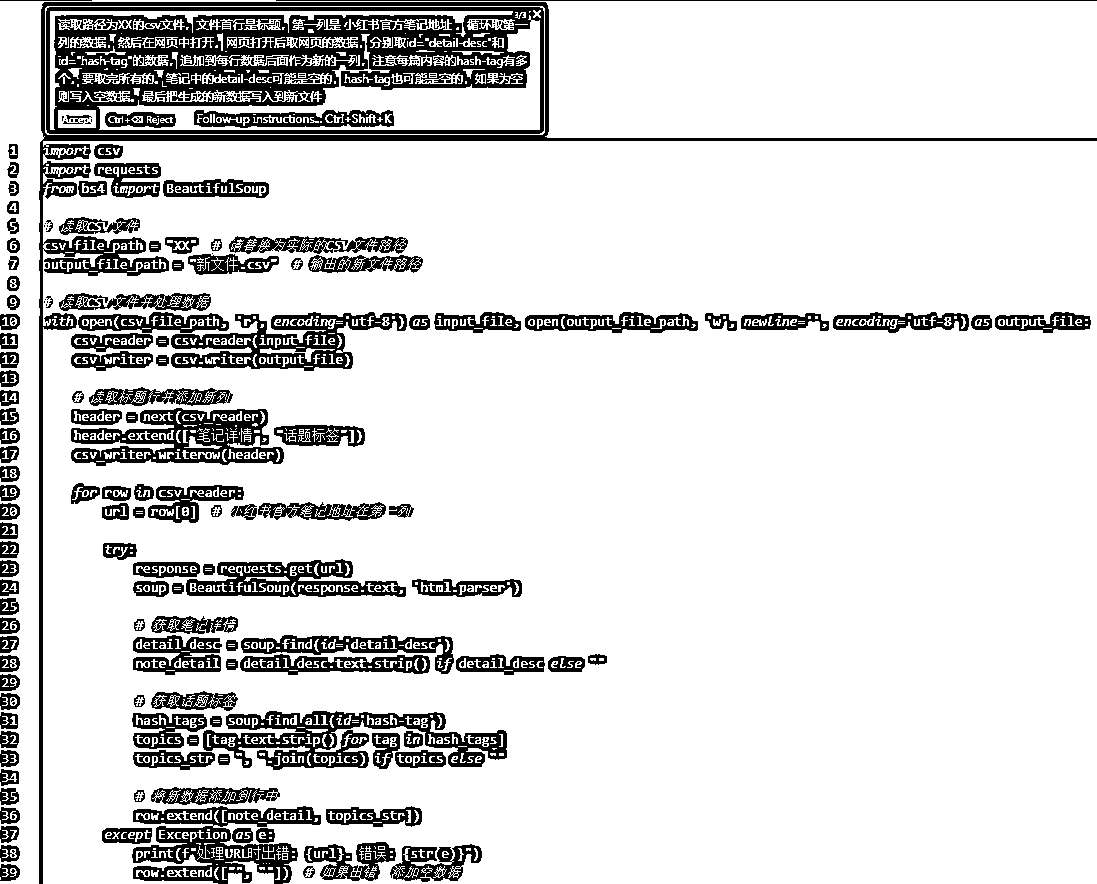 3/3 ×
读取路径为XX的csv文件，文件首行是标题，第一列是 小红书官方笔记地址 ，循环取第一
列的数据，然后在网页中打开，网页打开后取网页的数据，分别取id="detail-desc"和
id="hash-tag"的数据，追加到每行数据后面作为新的一列，注意每篇内容的hash-tag有多
个，要取完所有的，笔记中的detail-desc可能是空的，hash-tag也可能是空的，如果为空
则写入空数据，最后把生成的新数据写入到新文件
Accept Ctrl+⌫ Reject Follow-up instructions... Ctrl+Shift+K
1 import csv
2 import requests
3 from bs4 import BeautifulSoup
4
5 # 读取CSV文件
6 csv_file_path = "XX" # 请替换为实际的CSV文件路径
7 output_file_path = "新文件.csv" # 输出的新文件路径
8
9 # 读取CSV文件并处理数据
10 with open(csv_file_path, 'r', encoding='utf-8') as input_file, open(output_file_path, 'w', newline='', encoding='utf-8') as output_file:
11 csv_reader = csv.reader(input_file)
12 csv_writer = csv.writer(output_file)
13
14 # 读取标题行并添加新列
15 header = next(csv_reader)
16 header.extend(["笔记详情", "话题标签"])
17 csv_writer.writerow(header)
18
19 for row in csv_reader:
20 url = row[0] # 小红书官方笔记地址在第一列
21
22 try:
23 response = requests.get(url)
24 soup = BeautifulSoup(response.text, 'html.parser')
25
26 # 获取笔记详情
27 detail_desc = soup.find(id='detail-desc')
28 note_detail = detail_desc.text.strip() if detail_desc else ""
29
30 # 获取话题标签
31 hash_tags = soup.find_all(id='hash-tag')
32 topics = [tag.text.strip() for tag in hash_tags]
33 topics_str = ", ".join(topics) if topics else ""
34
35 # 将新数据添加到行中
36 row.extend([note_detail, topics_str])
37 except Exception as e:
38 print(f"处理URL时出错: {url}, 错误: {str(e)}")
39 row.extend(["", ""]) # 如果出错，添加空数据